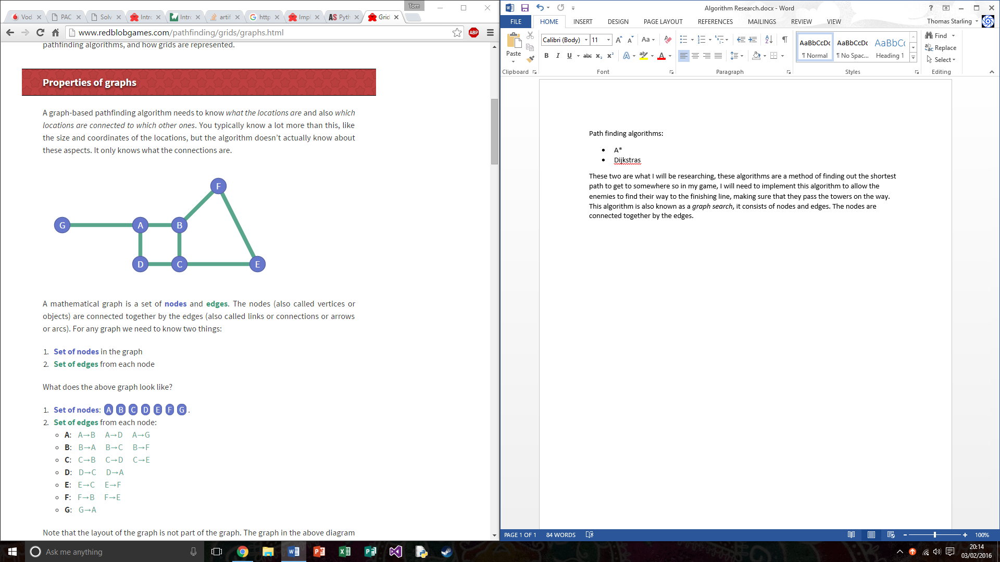 Tom
Vod
PAC
Solv
Intro
Intro
artif
http
Impl
AS Pyth
Grid
www.redblobgames.com/pathfinding/grids/graphs.html
ABP
pathfinding algorithms, and how grids are represented.
Properties of graphs
A graph-based pathfinding algorithm needs to know what the locations are and also which
locations are connected to which other ones. You typically know a lot more than this, like
the size and coordinates of the locations, but the algorithm doesn't actually know about
these aspects. It only knows what the connections are.
F
G A B
D C E
A mathematical graph is a set of nodes and edges. The nodes (also called vertices or
objects) are connected together by the edges (also called links or connections or arrows
or arcs). For any graph we need to know two things:
1. Set of nodes in the graph
2. Set of edges from each node
What does the above graph look like?
1. Set of nodes: A B C D E F G .
2. Set of edges from each node:
A: A→B A→D A→G
B: B→A B→C B→F
C: C→B C→D C→E
D: D→C D→A
E: E→C E→F
F: F→B F→E
G: G→A
Note that the layout of the graph is not part of the graph. The graph in the above diagram
Algorithm Research.docx - Word
FILE HOME INSERT DESIGN PAGE LAYOUT REFERENCES MAILINGS REVIEW VIEW Thomas Starling
Paste
Calibri (Body) 11
B I U abc x₂ x²
AaBbCcDc AaBbCcDc AaBbCc
¶ Normal ¶ No Spac... Heading 1
Find
Replace
Select
Clipboard Font Paragraph Styles Editing
Path finding algorithms:
• A*
• Dijkstras
These two are what I will be researching, these algorithms are a method of finding out the shortest
path to get to somewhere so in my game, I will need to implement this algorithm to allow the
enemies to find their way to the finishing line, making sure that they pass the towers on the way.
This algorithm is also known as a graph search, it consists of nodes and edges. The nodes are
connected together by the edges.
PAGE 1 OF 1 84 WORDS 100%
Ask me anything
20:14
03/02/2016